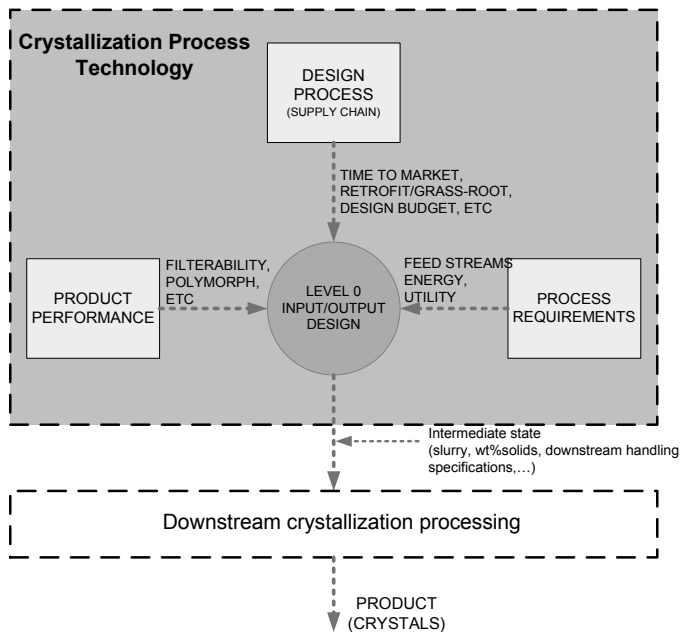 Crystallization Process
Technology
DESIGN
PROCESS
(SUPPLY CHAIN)
TIME TO MARKET,
RETROFIT/GRASS-ROOT,
DESIGN BUDGET, ETC
FILTERABILITY,
POLYMORPH,
ETC
FEED STREAMS
ENERGY,
UTILITY
PRODUCT
PERFORMANCE
LEVEL 0
INPUT/OUTPUT
DESIGN
PROCESS
REQUIREMENTS
Intermediate state
(slurry, wt%solids, downstream handling
specifications,…)
Downstream crystallization processing
PRODUCT
(CRYSTALS)